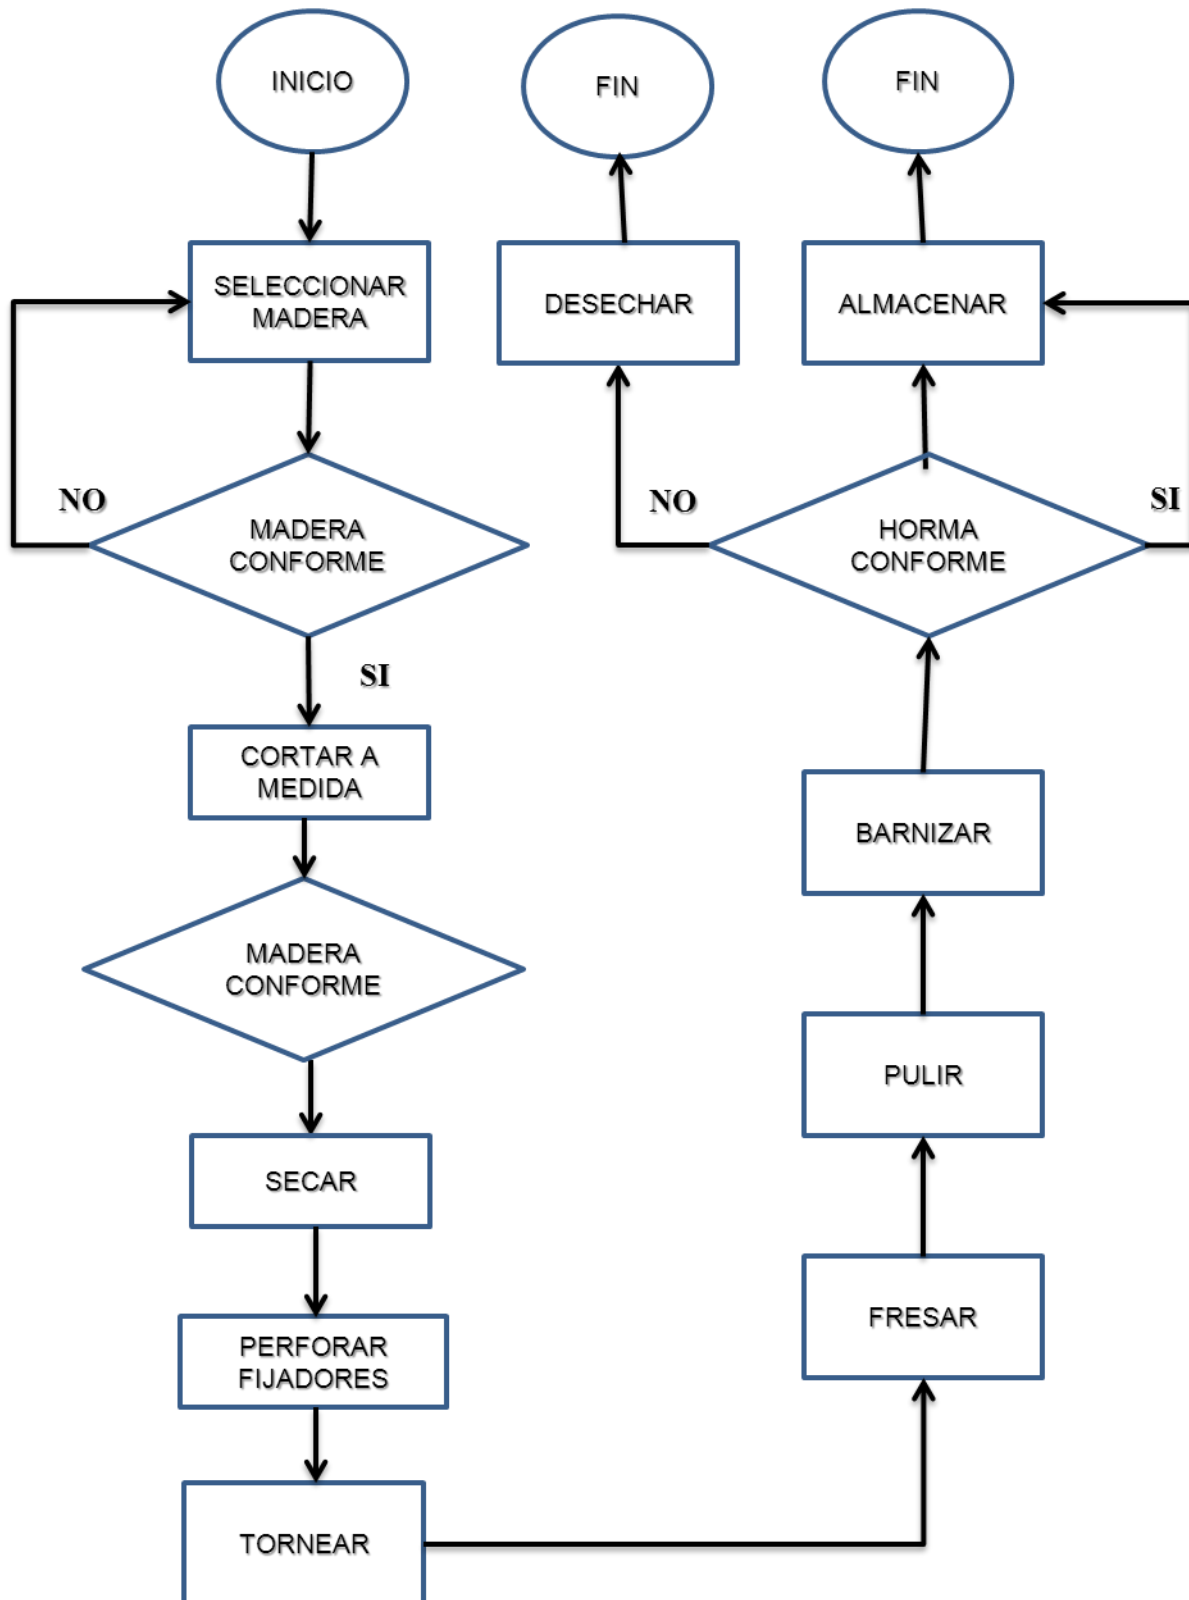 INICIO
SELECCIONAR
MADERA
NO
MADERA
CONFORME
SI
CORTAR A
MEDIDA
MADERA
CONFORME
SECAR
PERFORAR
FIJADORES
TORNEAR
FRESAR
PULIR
BARNIZAR
HORMA
CONFORME
NO
SI
DESECHAR
FIN
ALMACENAR
FIN